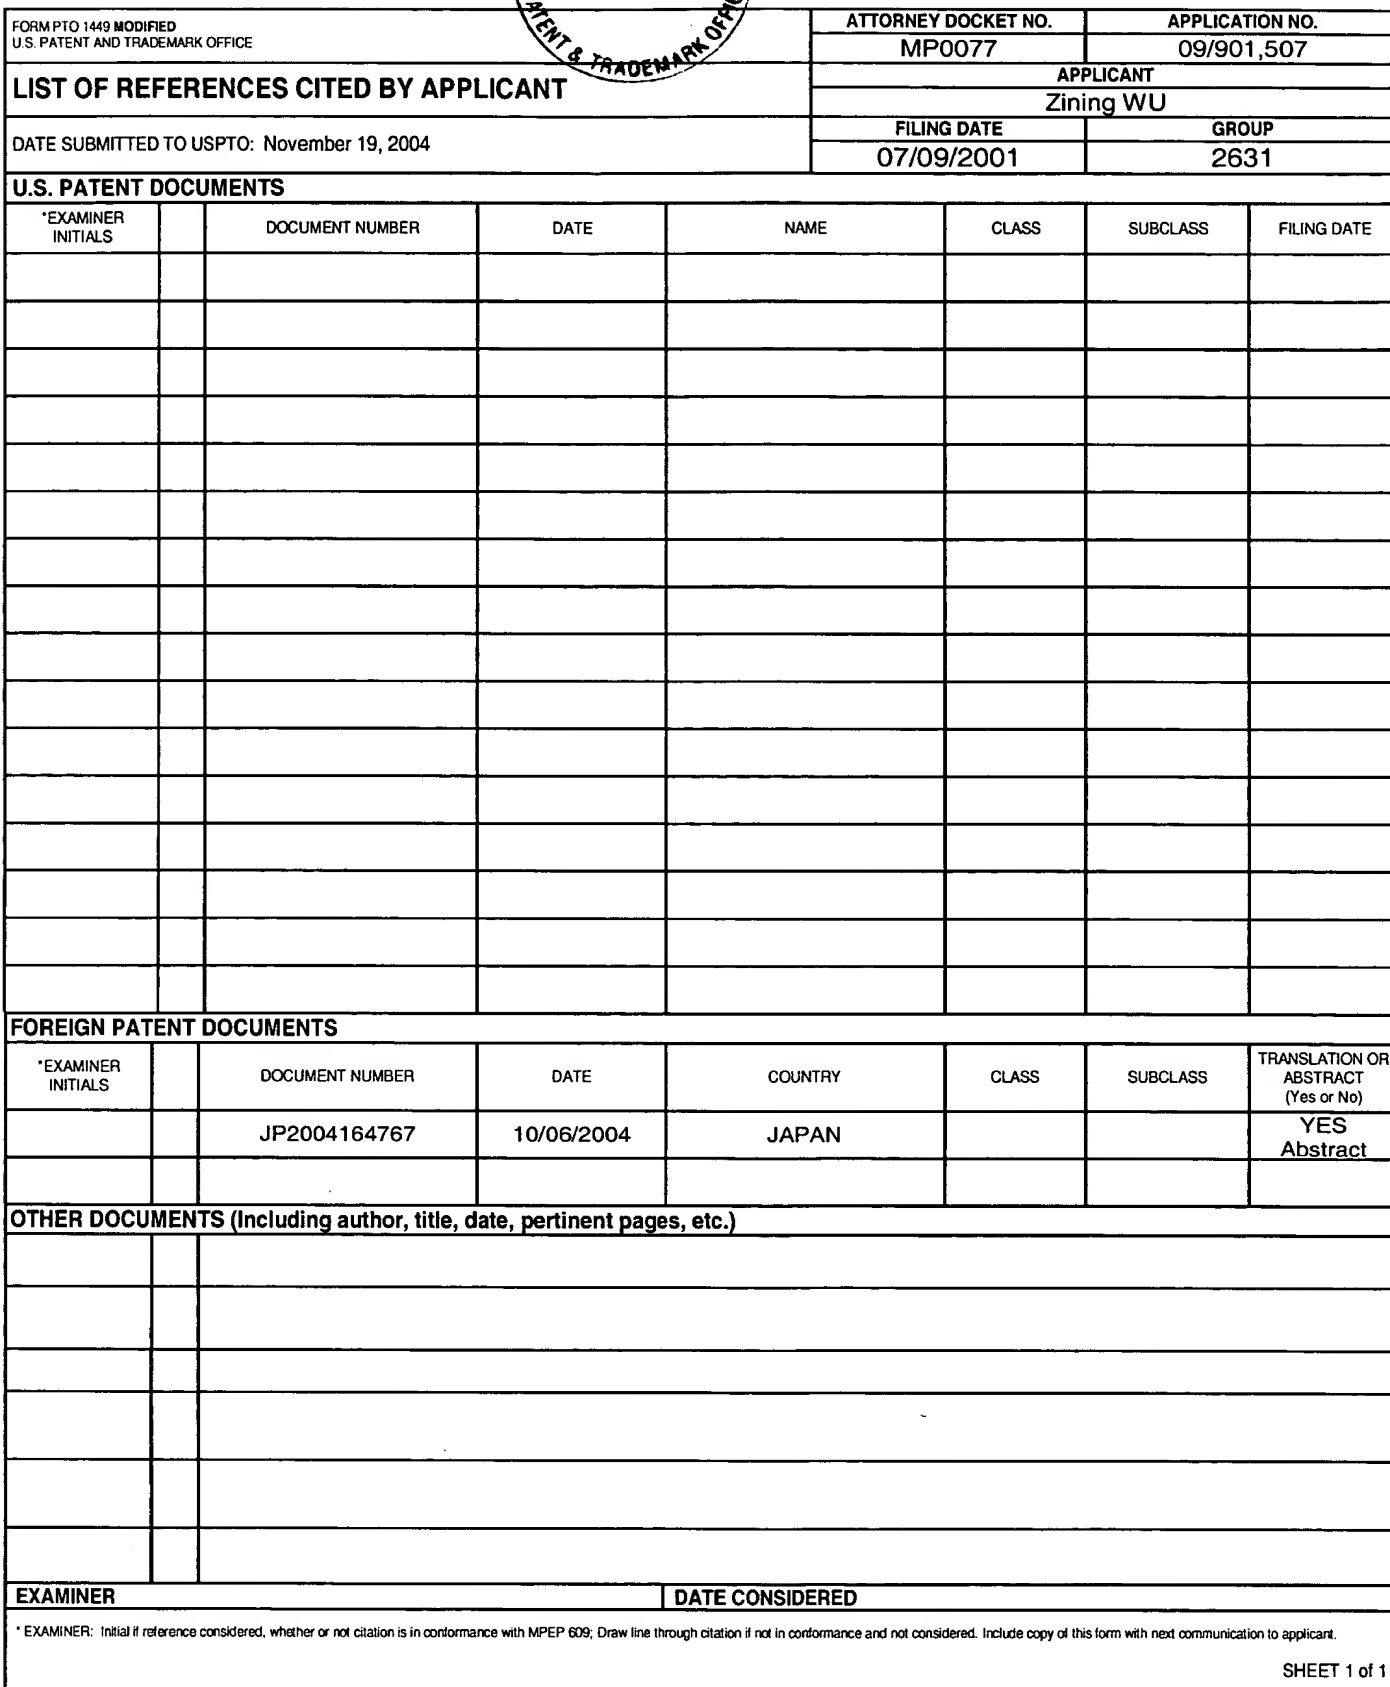 ATENT & TRADEMARK OFFIC
FORM PTO 1449 MODIFIED
U.S. PATENT AND TRADEMARK OFFICE
ATTORNEY DOCKET NO.
APPLICATION NO.
MP0077
09/901,507
LIST OF REFERENCES CITED BY APPLICANT
APPLICANT
Zining WU
DATE SUBMITTED TO USPTO: November 19, 2004
FILING DATE
GROUP
07/09/2001
2631
U.S. PATENT DOCUMENTS
*EXAMINER
INITIALS
DOCUMENT NUMBER
DATE
NAME
CLASS
SUBCLASS
FILING DATE
FOREIGN PATENT DOCUMENTS
*EXAMINER
INITIALS
DOCUMENT NUMBER
DATE
COUNTRY
CLASS
SUBCLASS
TRANSLATION OR
ABSTRACT
(Yes or No)
JP2004164767
10/06/2004
JAPAN
YES
Abstract
OTHER DOCUMENTS (Including author, title, date, pertinent pages, etc.)
EXAMINER
DATE CONSIDERED
* EXAMINER: Initial if reference considered, whether or not citation is in conformance with MPEP 609; Draw line through citation if not in conformance and not considered. Include copy of this form with next communication to applicant.
SHEET 1 of 1